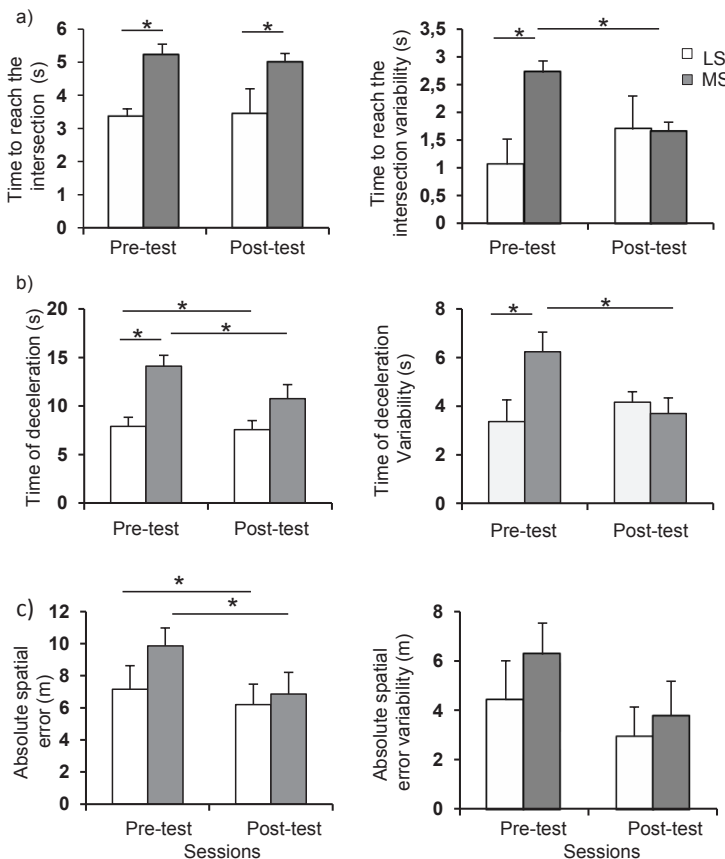 a)
Time to reach the
intersection (s)
6
5
4
3
2
1
0
*
*
Pre-test
Post-test
Time to reach the
intersection variability (s)
3,5
3
2,5
2
1,5
1
0,5
0
*
*
LS
MS
Pre-test
Post-test
b)
Time of deceleration (s)
20
15
10
5
0
*
*
*
Pre-test
Post-test
Time of deceleration
Variability (s)
8
6
4
2
0
*
*
Pre-test
Post-test
c)
Absolute spatial
error (m)
12
10
8
6
4
2
0
*
*
Pre-test
Post-test
Sessions
Absolute spatial
error variability (m)
8
6
4
2
0
Pre-test
Post-test
Sessions